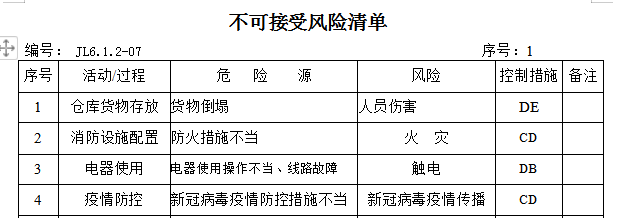 不可接受风险清单
编号： JL6.1.2-07 序号：1
序号 活动/过程 危 险 源 风险 控制措施 备注
1 仓库货物存放 货物倒塌 人员伤害 DE
2 消防设施配置 防火措施不当 火 灾 CD
3 电器使用 电器使用操作不当、线路故障 触电 DB
4 疫情防控 新冠病毒疫情防控措施不当 新冠病毒疫情传播 CD